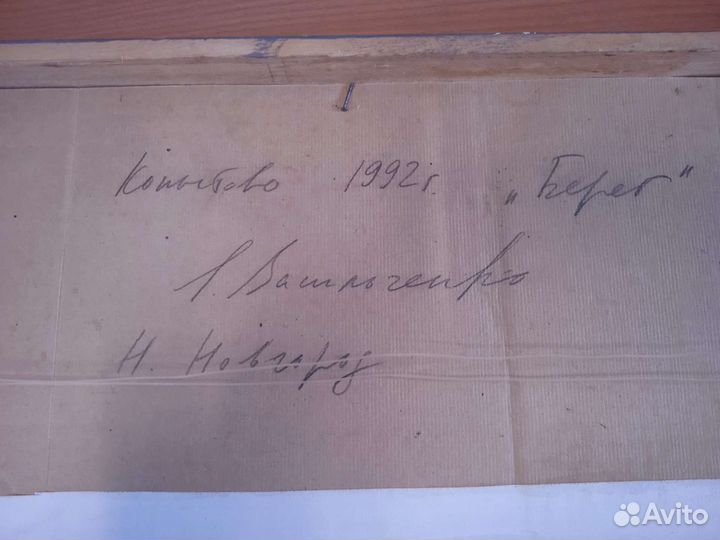 Копытово 1992г. „Берег"
Г. Васильченко
Н. Новгород
Avito